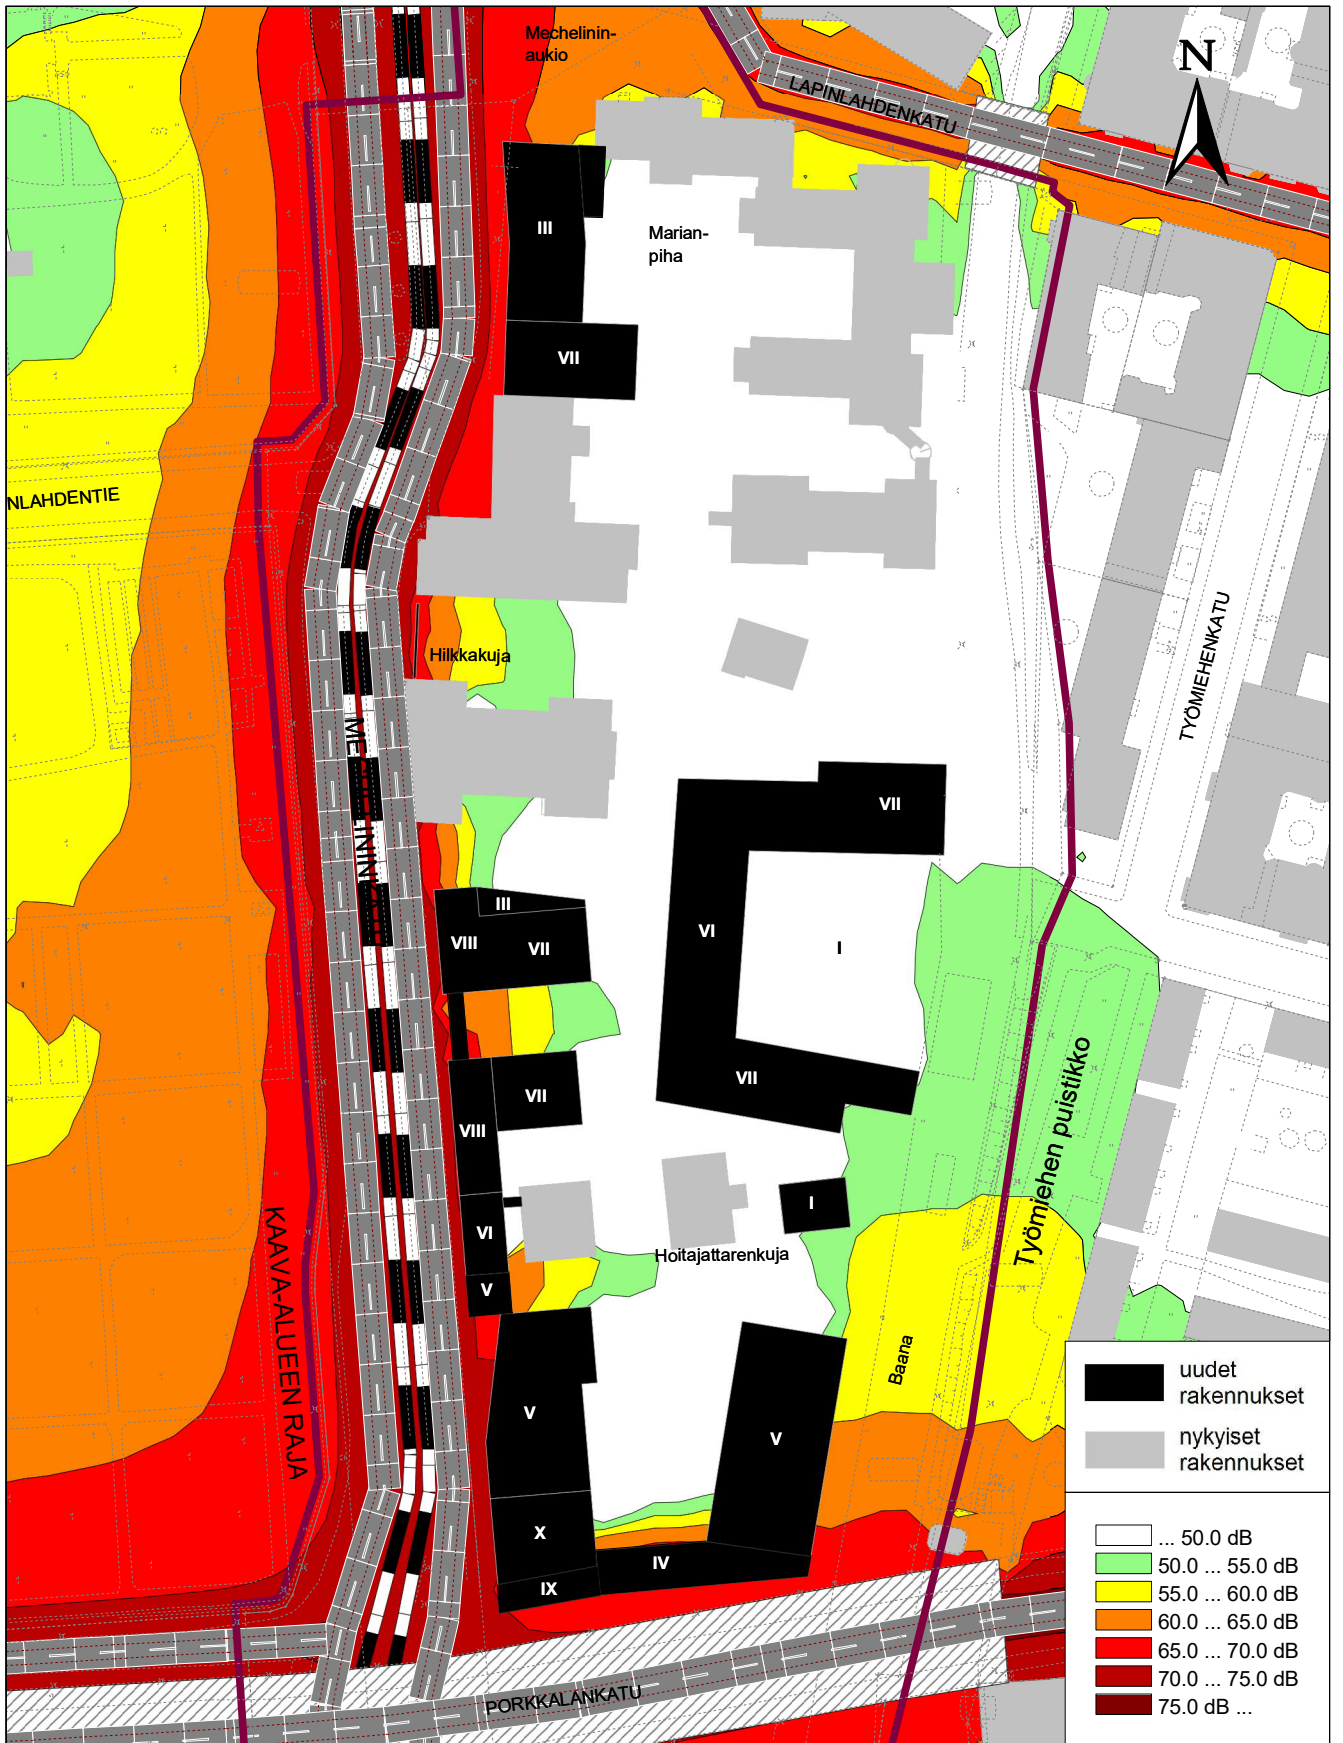 Mechelinin-
aukio
N
LAPINLAHDENKATU
III
Marian-
piha
VII
NLAHDENTIE
TYÖMIEHENKATU
Hilkkakuja
VII
III
VIII
VII
VI
I
VII
VII
VIII
Työmiehen puistikko
I
VI
Hoitajattarenkuja
V
KAAVA-ALUEEN RAJA
Baana
V
V
X
IV
IX
PORKKALANKATU
uudet
rakennukset
nykyiset
rakennukset
... 50.0 dB
50.0 ... 55.0 dB
55.0 ... 60.0 dB
60.0 ... 65.0 dB
65.0 ... 70.0 dB
70.0 ... 75.0 dB
75.0 dB ...